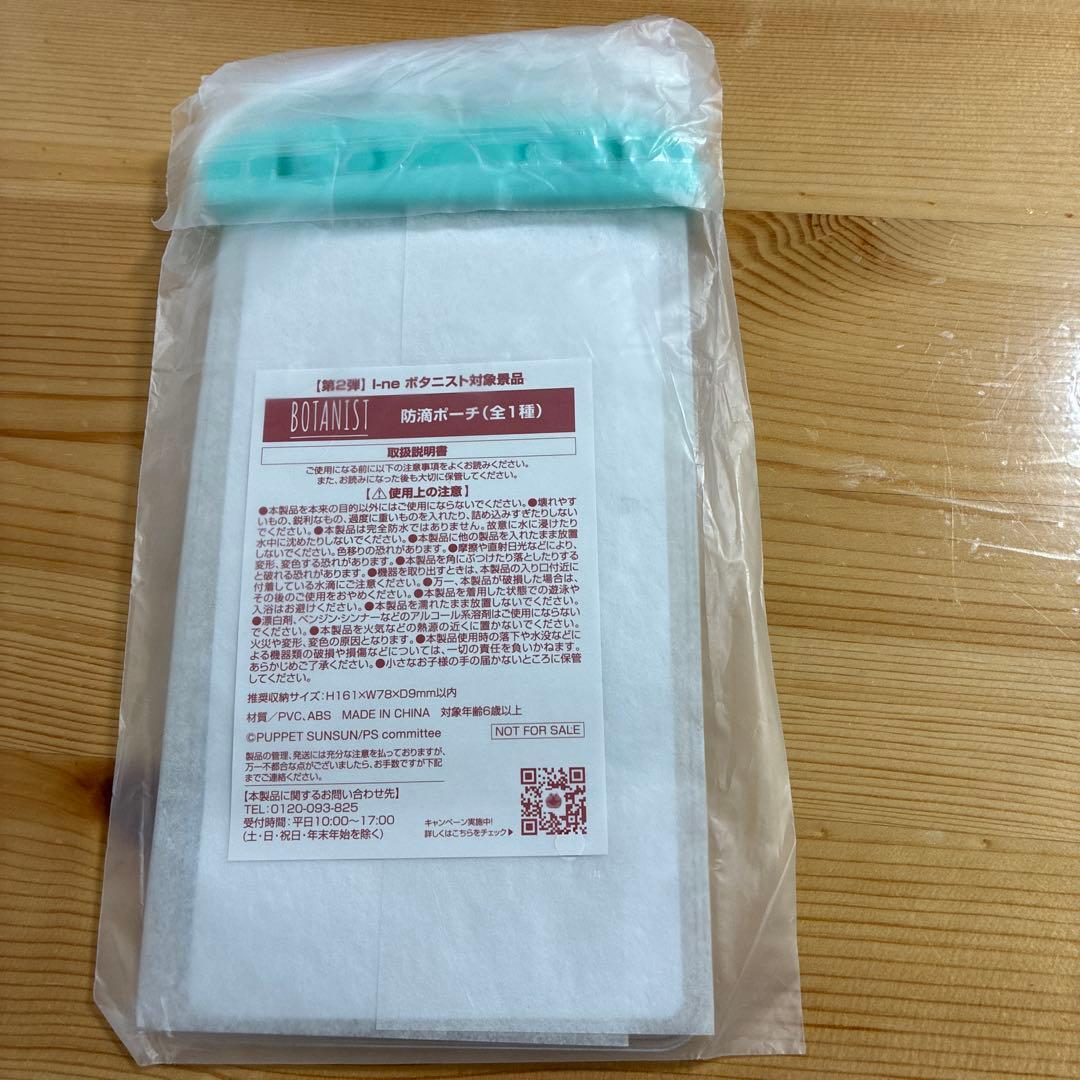 【第2弾】 I-ne ボタニスト対象景品
BOTANIST 防滴ポーチ(全1種)
取扱説明書
ご使用になる前に以下の注意事項をよくお読みください。
また、お読みになった後も大切に保管してください。
【⚠使用上の注意】
●本製品を本来の目的以外にはご使用にならないでください。●壊れやす
いもの、鋭利なもの、過度に重いものを入れたり、詰め込みすぎたりしない
でください。●本製品は完全防水ではありません。故意に水に浸けたり
水中に沈めたりしないでください。●本製品に他の製品を入れたまま放置
しないでください。色移りの恐れがあります。●摩擦や直射日光などにより、
変形、変色する恐れがあります。●本製品を角にぶつけたり落としたりする
と破れる恐れがあります。●機器を取り出すときは、本製品の入り口付近に
付着している水滴にご注意ください。●万一、本製品が破損した場合は、
その後のご使用をおやめください。●本製品を着用した状態での遊泳や
入浴はお避けください。●本製品を濡れたまま放置しないでください。
●漂白剤、ベンジン・シンナーなどのアルコール系溶剤はご使用にならない
でください。●本製品を火気などの熱源の近くに置かないでください。
火災や変形、変色の原因となります。●本製品使用時の落下や水没などに
よる機器類の破損や損傷などについては、一切の責任を負いかねます。
あらかじめご了承ください。●小さなお子様の手の届かないところに保管
してください。
推奨収納サイズ:H161×W78×D9mm以内
材質/PVC、ABS MADE IN CHINA 対象年齢6歳以上
©PUPPET SUNSUN/PS committee NOT FOR SALE
製品の管理、発送には充分な注意を払っておりますが、
万一不都合な点がございましたら、お手数ですが下記
までご連絡ください。
【本製品に関するお問い合わせ先】
TEL:0120-093-825
受付時間:平日10:00〜17:00
(土・日・祝日・年末年始を除く)
キャンペーン実施中!
詳しくはこちらをチェック▶